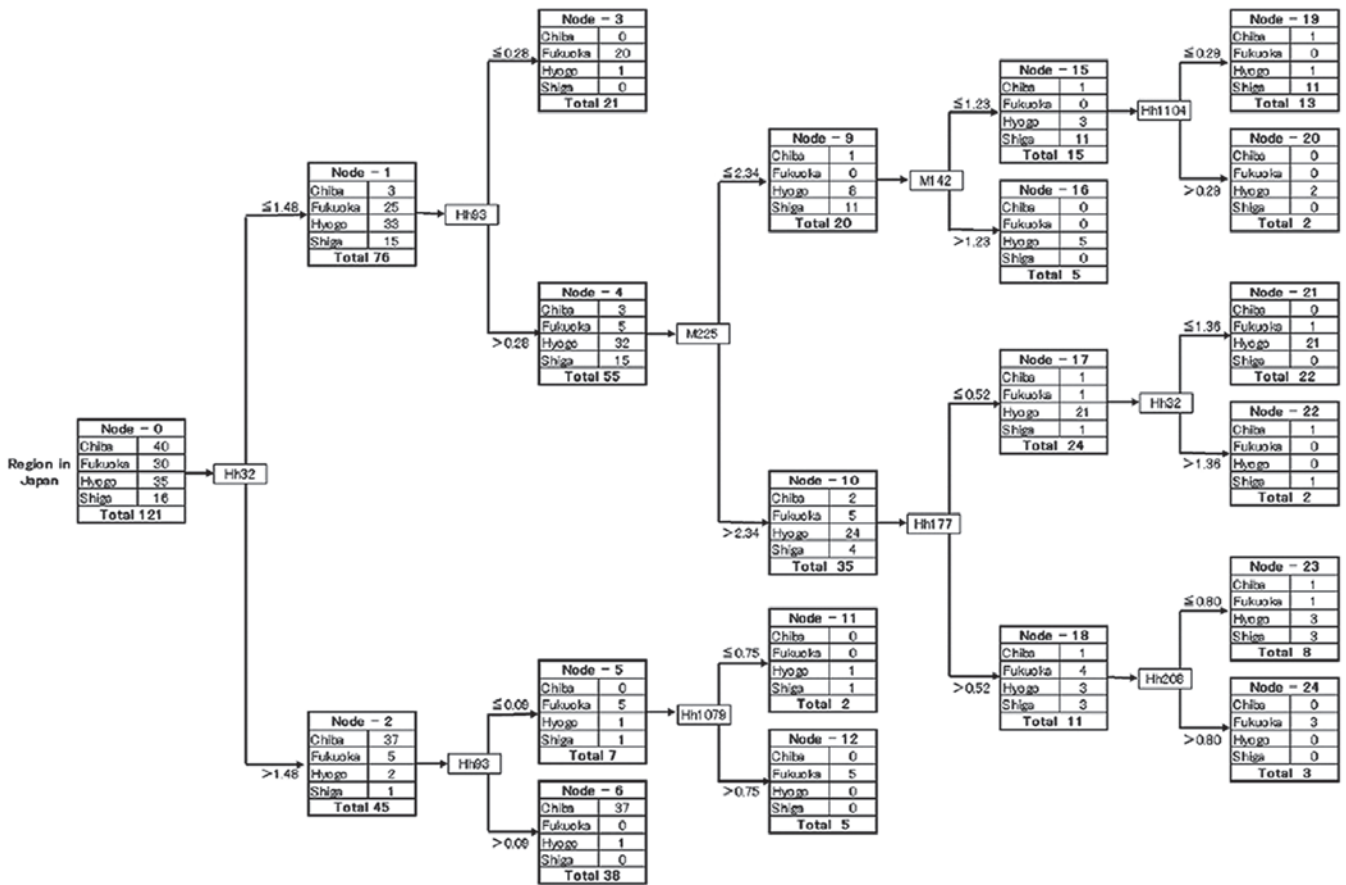 Region in
Japan
Node - 0
Chiba 40
Fukuoka 30
Hyogo 35
Shiga 16
Total 121
Hh32
≦1.48
>1.48
Node - 1
Chiba 3
Fukuoka 25
Hyogo 33
Shiga 15
Total 76
Hh93
≦0.28
>0.28
Node - 2
Chiba 37
Fukuoka 5
Hyogo 2
Shiga 1
Total 45
Hh93
≦0.09
>0.09
Node - 3
Chiba 0
Fukuoka 20
Hyogo 1
Shiga 0
Total 21
Node - 4
Chiba 3
Fukuoka 5
Hyogo 32
Shiga 15
Total 55
M225
≦2.34
>2.34
Node - 5
Chiba 0
Fukuoka 5
Hyogo 1
Shiga 1
Total 7
Hh1079
≦0.75
>0.75
Node - 6
Chiba 37
Fukuoka 0
Hyogo 1
Shiga 0
Total 38
Node - 9
Chiba 1
Fukuoka 0
Hyogo 8
Shiga 11
Total 20
M142
≦1.23
>1.23
Node - 10
Chiba 2
Fukuoka 5
Hyogo 24
Shiga 4
Total 35
Hh177
≦0.52
>0.52
Node - 11
Chiba 0
Fukuoka 0
Hyogo 1
Shiga 1
Total 2
Node - 12
Chiba 0
Fukuoka 5
Hyogo 0
Shiga 0
Total 5
Node - 15
Chiba 1
Fukuoka 0
Hyogo 3
Shiga 11
Total 15
Hh1104
≦0.29
>0.29
Node - 16
Chiba 0
Fukuoka 0
Hyogo 5
Shiga 0
Total 5
Node - 17
Chiba 1
Fukuoka 1
Hyogo 21
Shiga 1
Total 24
Hh32
≦1.36
>1.36
Node - 18
Chiba 1
Fukuoka 4
Hyogo 3
Shiga 3
Total 11
Hh208
≦0.80
>0.80
Node - 19
Chiba 1
Fukuoka 0
Hyogo 1
Shiga 11
Total 13
Node - 20
Chiba 0
Fukuoka 0
Hyogo 2
Shiga 0
Total 2
Node - 21
Chiba 0
Fukuoka 1
Hyogo 21
Shiga 0
Total 22
Node - 22
Chiba 1
Fukuoka 0
Hyogo 0
Shiga 1
Total 2
Node - 23
Chiba 1
Fukuoka 1
Hyogo 3
Shiga 3
Total 8
Node - 24
Chiba 0
Fukuoka 3
Hyogo 0
Shiga 0
Total 3